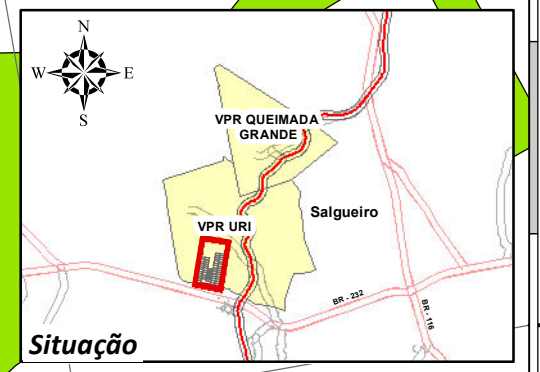 N
W E
S
VPR QUEIMADA
GRANDE
Salgueiro
VPR URI
BR - 232
BR - 116
Situação